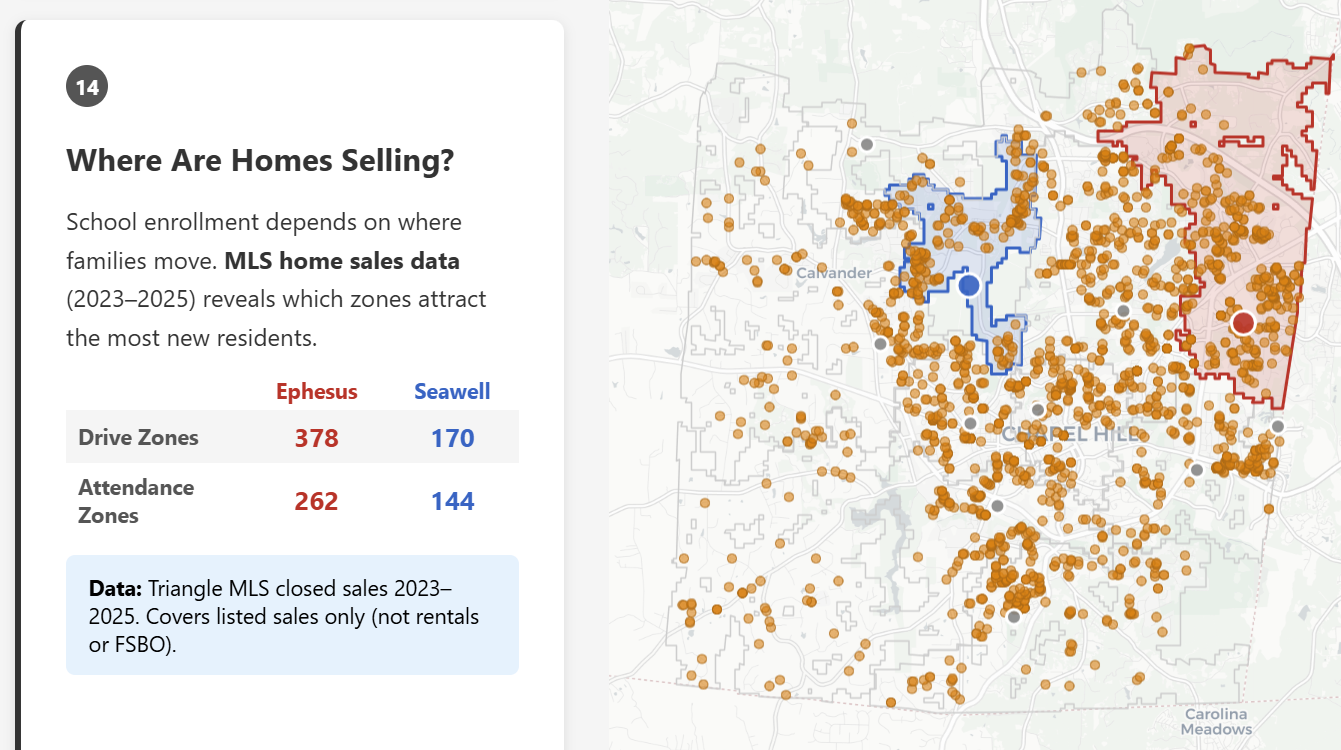 14
Where Are Homes Selling?
School enrollment depends on where
families move. MLS home sales data
(2023–2025) reveals which zones attract
the most new residents.
Ephesus Seawell
Drive Zones 378 170
Attendance
Zones 262 144
Data: Triangle MLS closed sales 2023–
2025. Covers listed sales only (not rentals
or FSBO).
Calvander
CHAPEL HILL
Carolina
Meadows